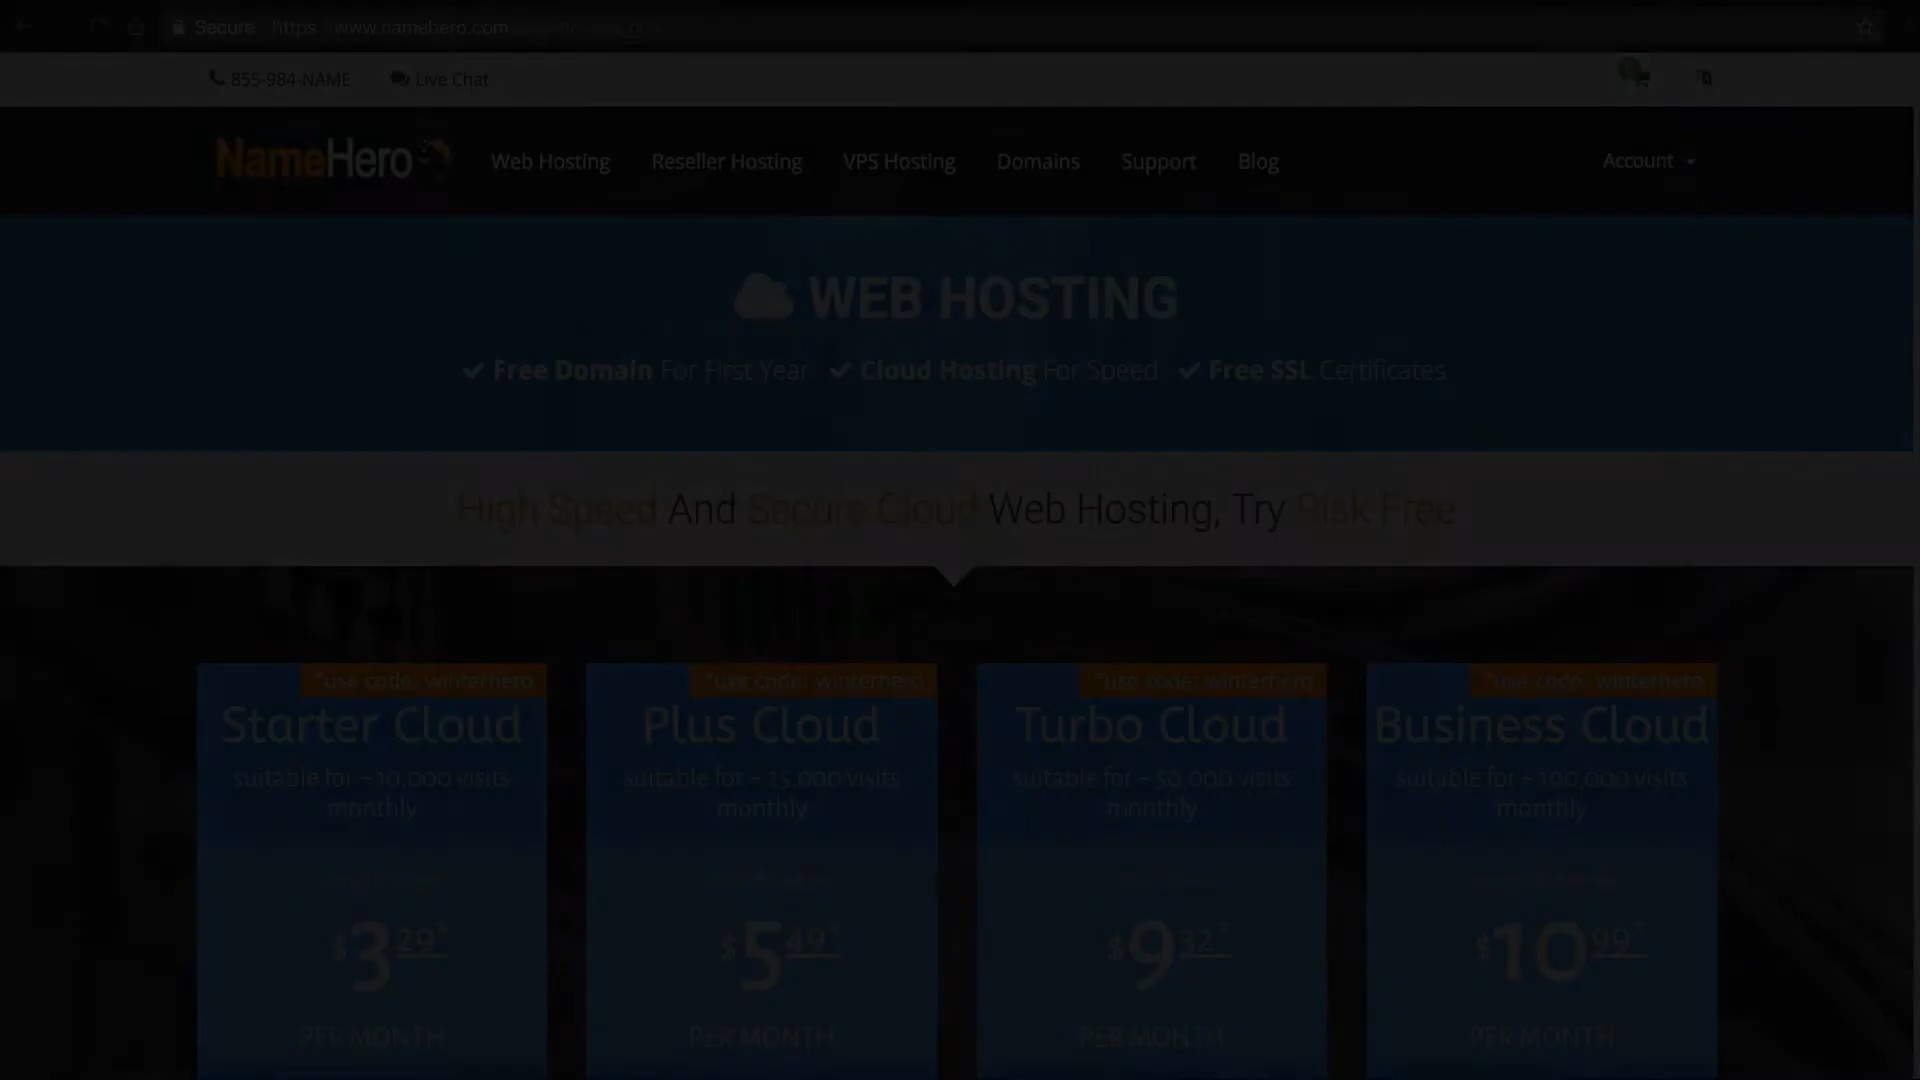 Secure https://www.namehero.com
855-984-NAME Live Chat
NameHero Web Hosting Reseller Hosting VPS Hosting Domains Support Blog Account
WEB HOSTING
Free Domain For First Year Cloud Hosting For Speed Free SSL Certificates
High Speed And Secure Cloud Web Hosting, Try Risk Free
*use code: winterhero *use code: winterhero *use code: winterhero *use code: winterhero
Starter Cloud Plus Cloud Turbo Cloud Business Cloud
suitable for ~ 10,000 visits suitable for ~ 25,000 visits suitable for ~ 50,000 visits suitable for ~ 100,000 visits
monthly monthly monthly monthly
$3.29* $5.49* $9.32* $10.99*
PER MONTH PER MONTH PER MONTH PER MONTH